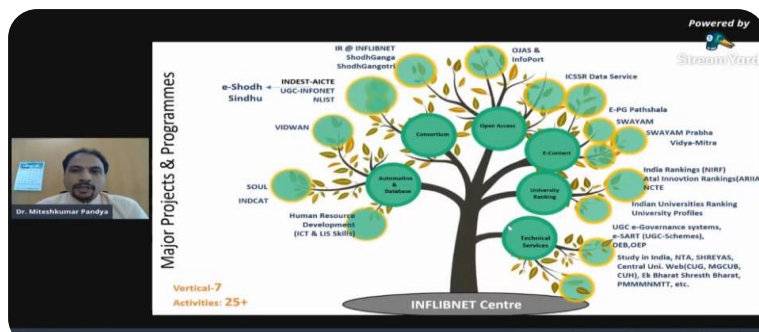 Powered by
StreamYard
Major Projects & Programmes
IR @ INFLIBNET
ShodhGanga
ShodhGangotri
OJAS &
InfoPort
INDEST-AICTE
UGC-INFONET
NLIST
e-Shodh
Sindhu
ICSSR Data Service
E-PG Pathshala
SWAYAM
SWAYAM Prabha
Vidya-Mitra
VIDWAN
Consortium
Open Access
E-Content
Automation
&
Database
University
Ranking
Technical
Services
India Rankings (NIRF)
Atal Innovtion Rankings(ARIIA
NCTE
Indian Universities Ranking
University Profiles
SOUL
INDCAT
Human Resource
Development
(ICT & LIS Skills)
UGC e-Governance systems,
e-SART (UGC-Schemes),
DEB,OEP
Study in India, NTA, SHREYAS,
Central Uni. Web(CUG, MGCUB,
CUH), Ek Bharat Shresth Bharat,
PMMMNMTT, etc.
Dr. Miteshkumar Pandya
Vertical-7
Activities: 25+
INFLIBNET Centre